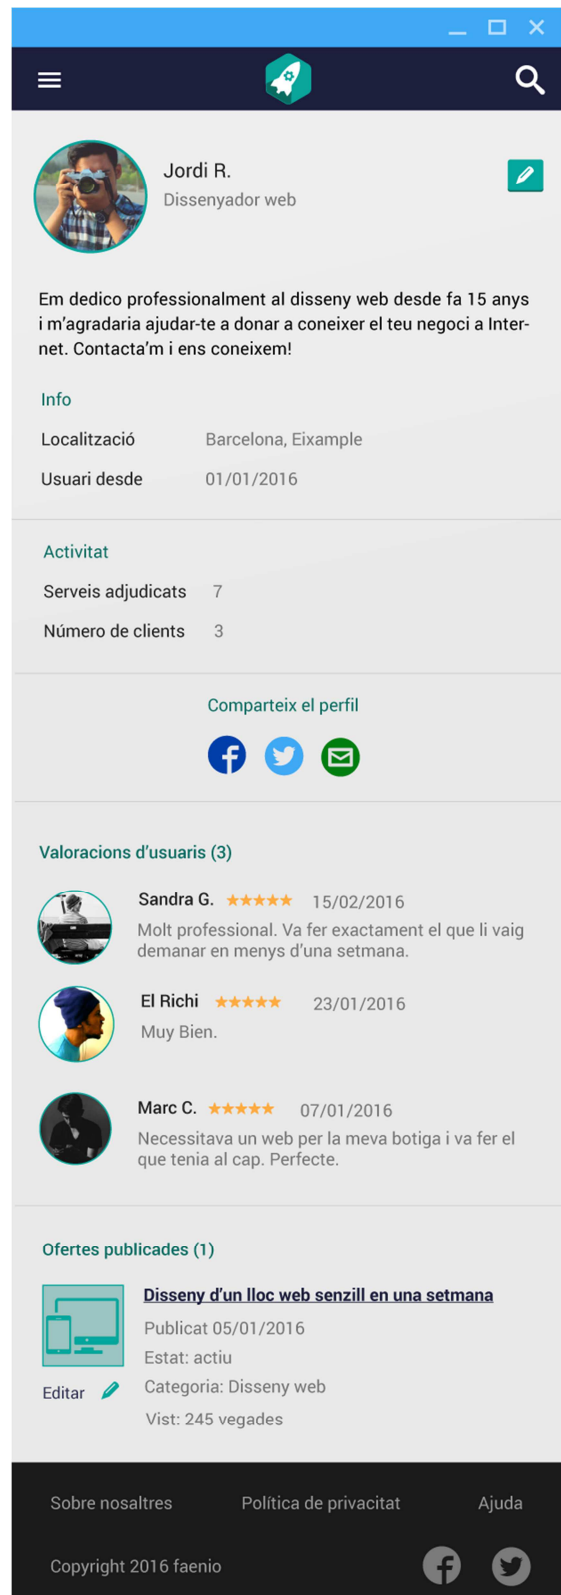 Jordi R.
Dissenyador web
Em dedico professionalment al disseny web desde fa 15 anys
i m'agradaria ajudar-te a donar a coneixer el teu negoci a Inter-
net. Contacta'm i ens coneixem!
Info
Localització Barcelona, Eixample
Usuari desde 01/01/2016
Activitat
Serveis adjudicats 7
Número de clients 3
Comparteix el perfil
Valoracions d'usuaris (3)
Sandra G. ★★★★★ 15/02/2016
Molt professional. Va fer exactament el que li vaig
demanar en menys d'una setmana.
El Richi ★★★★★ 23/01/2016
Muy Bien.
Marc C. ★★★★★ 07/01/2016
Necessitava un web per la meva botiga i va fer el
que tenia al cap. Perfecte.
Ofertes publicades (1)
Disseny d'un lloc web senzill en una setmana
Publicat 05/01/2016
Estat: actiu
Editar Categoria: Disseny web
Vist: 245 vegades
Sobre nosaltres Política de privacitat Ajuda
Copyright 2016 faenio